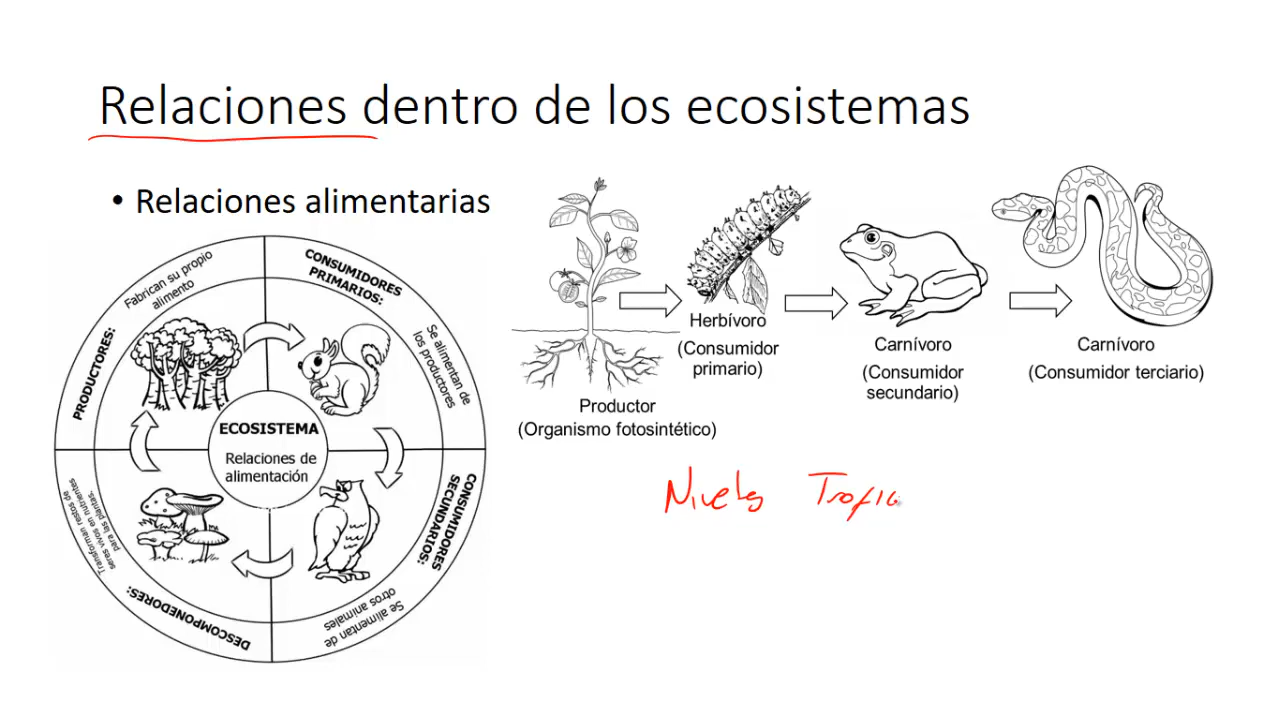 Relaciones dentro de los ecosistemas
• Relaciones alimentarias
PRODUCTORES:
Fabrican su propio
alimento
CONSUMIDORES
PRIMARIOS:
Se alimentan de
los productores
CONSUMIDORES
SECUNDARIOS:
Se alimentan de
otros animales
DESCOMPONEDORES:
Transforman restos de
seres vivos en nutrientes
para las plantas.
ECOSISTEMA
Relaciones de
alimentación
Productor
(Organismo fotosintético)
Herbívoro
(Consumidor
primario)
Carnívoro
(Consumidor
secundario)
Carnívoro
(Consumidor terciario)
Niveles Trofic